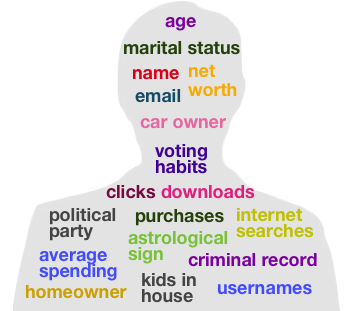 age
marital status
name net
worth
email
car owner
voting
habits
clicks downloads
political
party
purchases
internet
searches
astrological
sign
average
spending
criminal record
homeowner
kids in
house
usernames